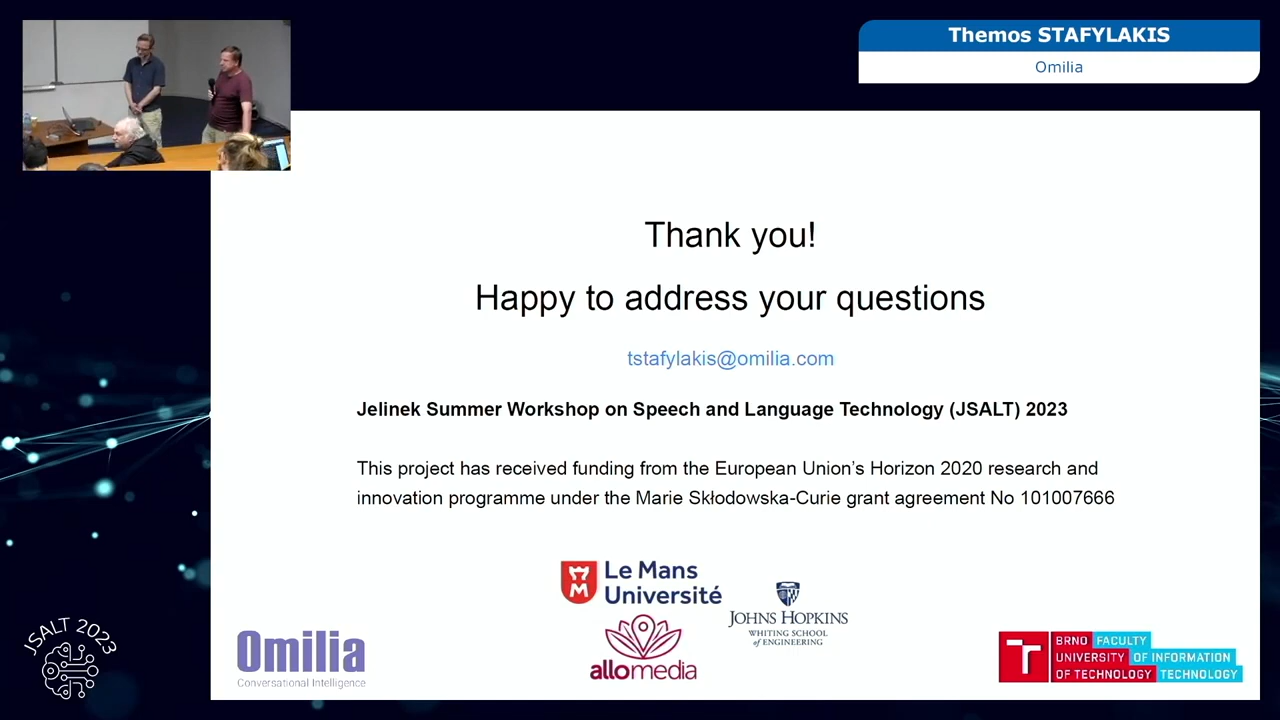 Themos STAFYLAKIS
Omilia
Thank you!
Happy to address your questions
tstafylakis@omilia.com
Jelinek Summer Workshop on Speech and Language Technology (JSALT) 2023
This project has received funding from the European Union’s Horizon 2020 research and
innovation programme under the Marie Skłodowska-Curie grant agreement No 101007666
Le Mans
Université
JOHNS HOPKINS
WHITING SCHOOL
of ENGINEERING
allomedia
Omilia
Conversational Intelligence
BRNO FACULTY
UNIVERSITY OF INFORMATION
OF TECHNOLOGY TECHNOLOGY
JSALT 2023